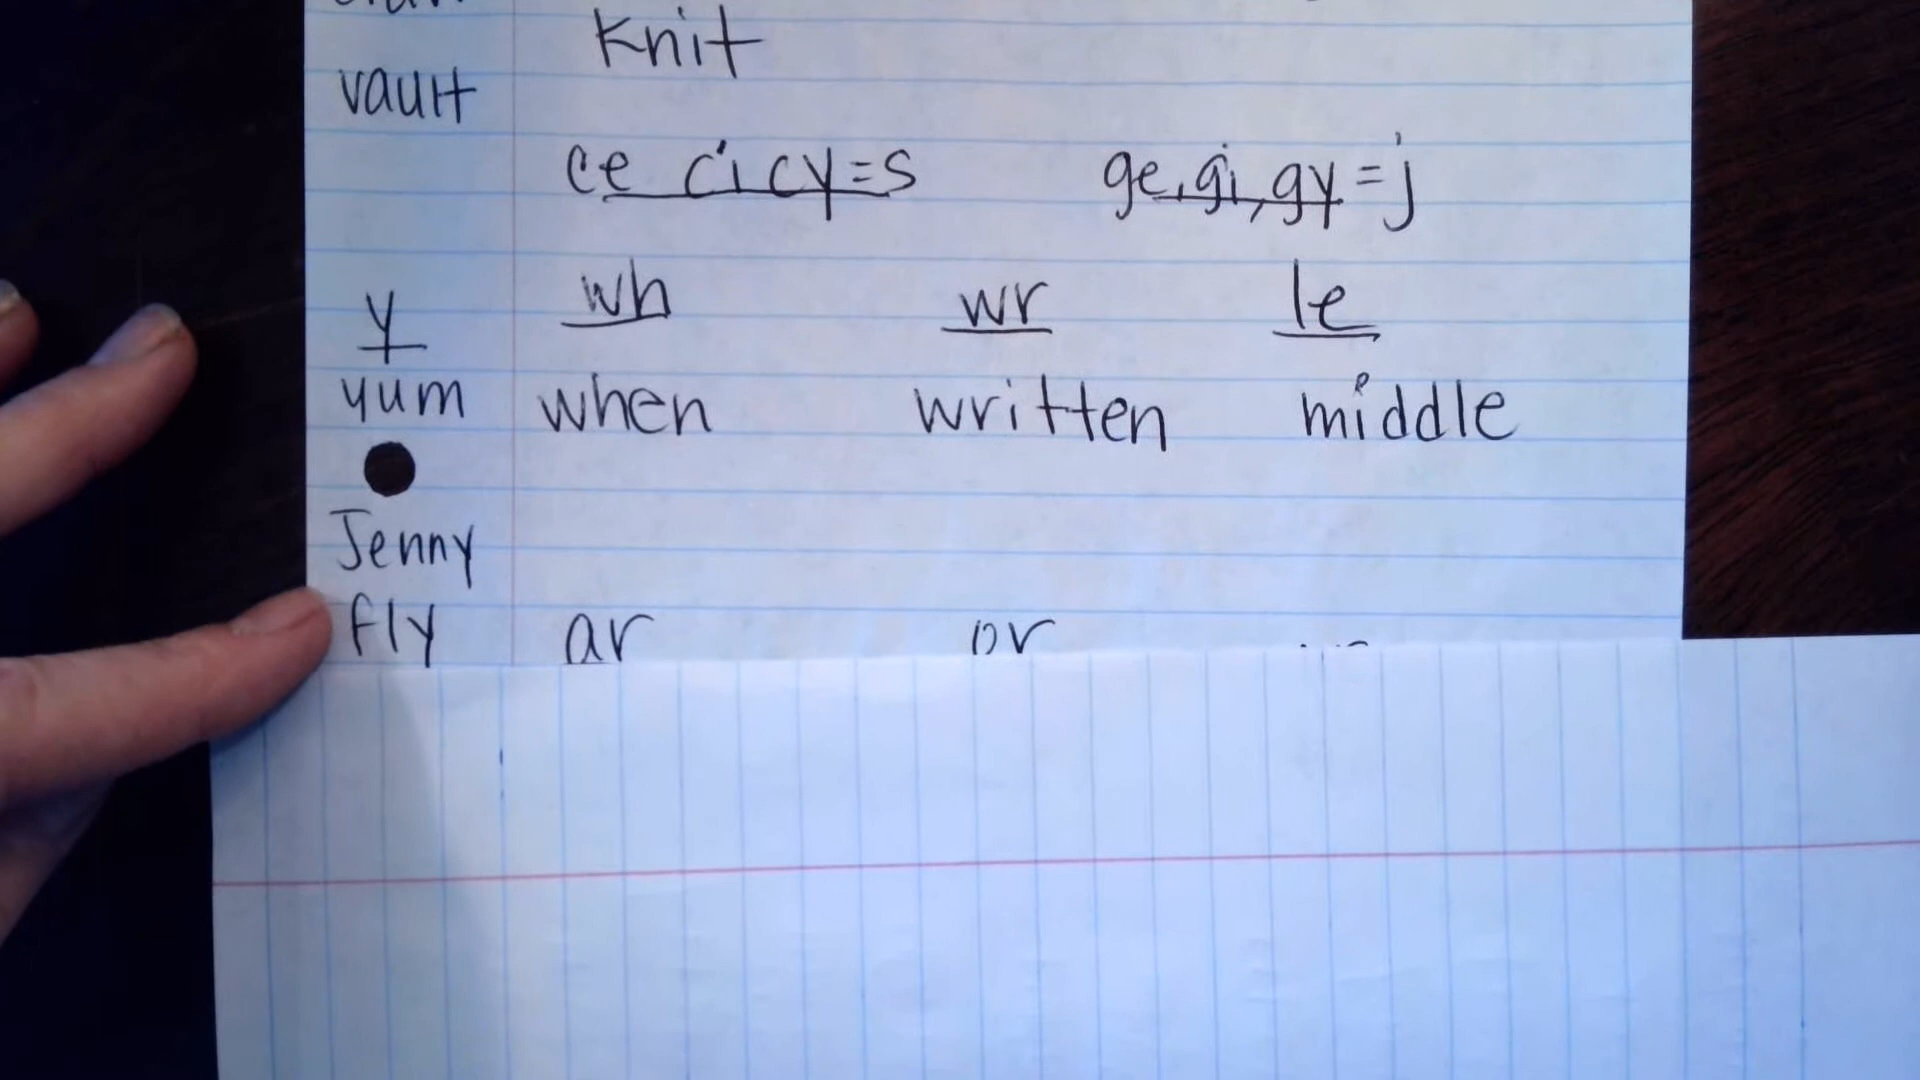 Knit
vault
ce ci cy=s ge, gi, gy=j
y wh wr le
yum when written middle
Jenny
fly ar or